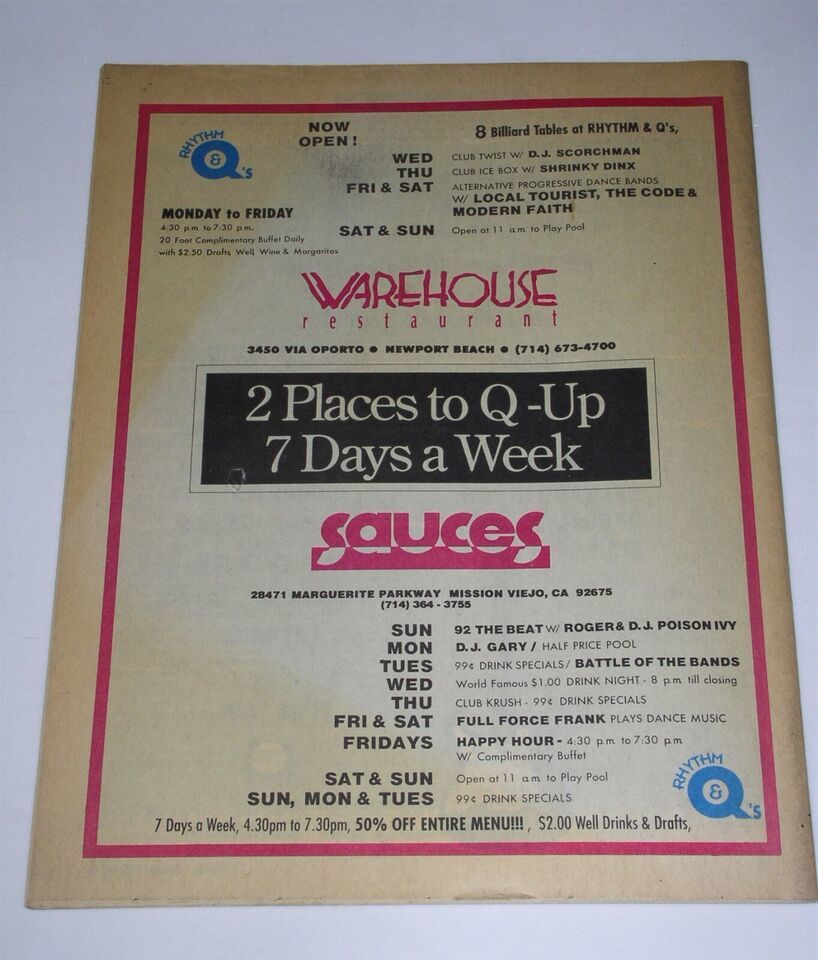 RHYTHM & Q's
NOW
OPEN!
8 Billiard Tables at RHYTHM & Q's,
WED CLUB TWIST W/ D.J. SCORCHMAN
THU CLUB ICE BOX W/ SHRINKY DINX
FRI & SAT ALTERNATIVE PROGRESSIVE DANCE BANDS
W/ LOCAL TOURIST, THE CODE &
MODERN FAITH
SAT & SUN Open at 11 a.m. to Play Pool
MONDAY to FRIDAY
4:30 p.m. to 7:30 p.m.
20 Foot Complimentary Buffet Daily
with $2.50 Drafts, Well, Wine & Margaritas
WAREHOUSE
restaurant
3450 VIA OPORTO ● NEWPORT BEACH ● (714) 673-4700
2 Places to Q -Up
7 Days a Week
sauces
28471 MARGUERITE PARKWAY MISSION VIEJO, CA 92675
(714) 364 - 3755
SUN 92 THE BEAT W/ ROGER & D.J. POISON IVY
MON D.J. GARY / HALF PRICE POOL
TUES 99¢ DRINK SPECIALS / BATTLE OF THE BANDS
WED World Famous $1.00 DRINK NIGHT - 8 p.m. till closing
THU CLUB KRUSH - 99¢ DRINK SPECIALS
FRI & SAT FULL FORCE FRANK PLAYS DANCE MUSIC
FRIDAYS HAPPY HOUR - 4:30 p.m. to 7:30 p.m.
W/ Complimentary Buffet
SAT & SUN Open at 11 a.m. to Play Pool
SUN, MON & TUES 99¢ DRINK SPECIALS
RHYTHM & Q's
7 Days a Week, 4.30pm to 7.30pm, 50% OFF ENTIRE MENU!!! , $2.00 Well Drinks & Drafts,